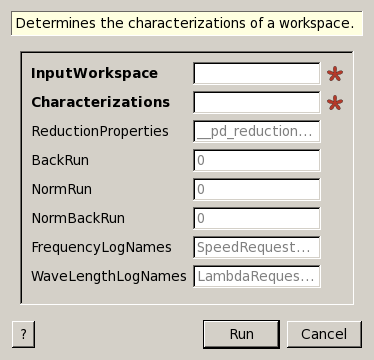 Determines the characterizations of a workspace.
InputWorkspace *
Characterizations *
ReductionProperties __pd_reduction...
BackRun 0
NormRun 0
NormBackRun 0
FrequencyLogNames SpeedRequest...
WaveLengthLogNames LambdaReques...
? Run Cancel